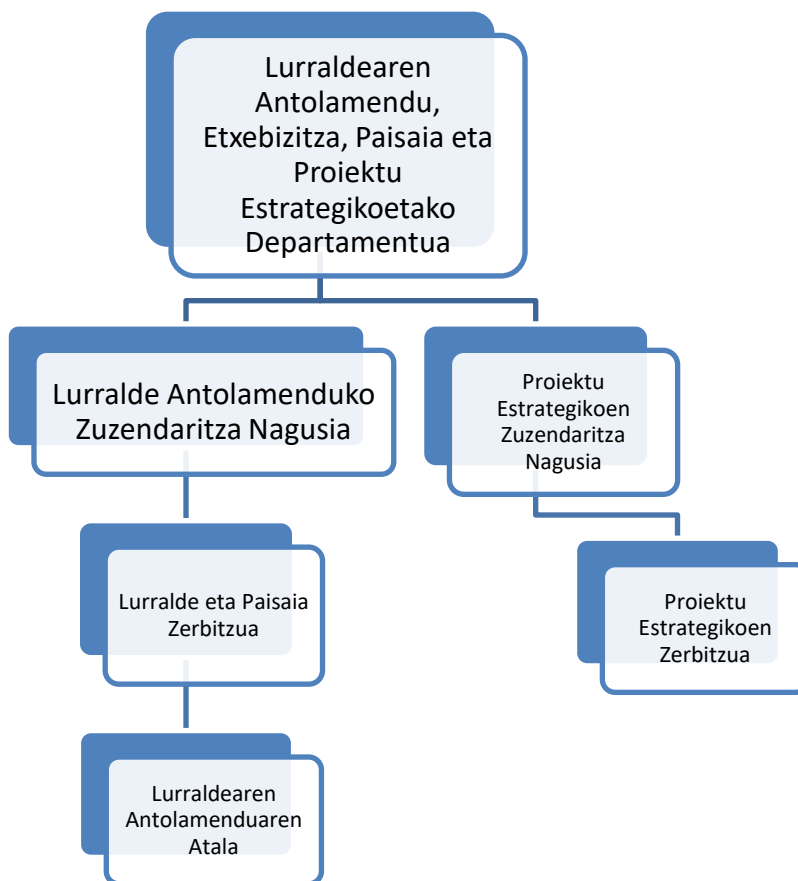 Lurraldearen
Antolamendu,
Etxebizitza, Paisaia eta
Proiektu
Estrategikoetako
Departamentua
Lurralde Antolamenduko
Zuzendaritza Nagusia
Proiektu
Estrategikoen
Zuzendaritza
Nagusia
Lurralde eta Paisaia
Zerbitzua
Proiektu
Estrategikoen
Zerbitzua
Lurraldearen
Antolamenduaren
Atala